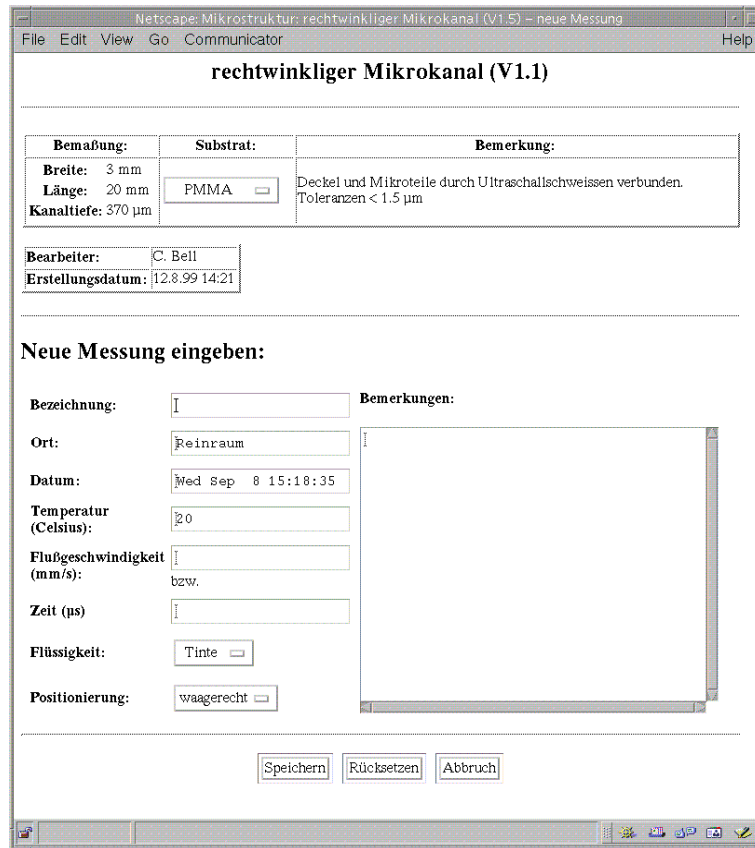 Netscape: Mikrostruktur: rechtwinkliger Mikrokanal (V1.5) – neue Messung
File Edit View Go Communicator Help
rechtwinkliger Mikrokanal (V1.1)
Bemaßung: Substrat: Bemerkung:
Breite: 3 mm
Länge: 20 mm
Kanaltiefe: 370 µm
PMMA
Deckel und Mikroteile durch Ultraschallschweissen verbunden.
Toleranzen < 1.5 µm
Bearbeiter: C. Bell
Erstellungsdatum: 12.8.99 14:21
Neue Messung eingeben:
Bezeichnung:
Ort: Reinraum
Datum: Wed Sep 8 15:18:35
Temperatur
(Celsius): 20
Flußgeschwindigkeit
(mm/s):
bzw.
Zeit (µs)
Flüssigkeit: Tinte
Positionierung: waagerecht
Bemerkungen:
Speichern Rücksetzen Abbruch